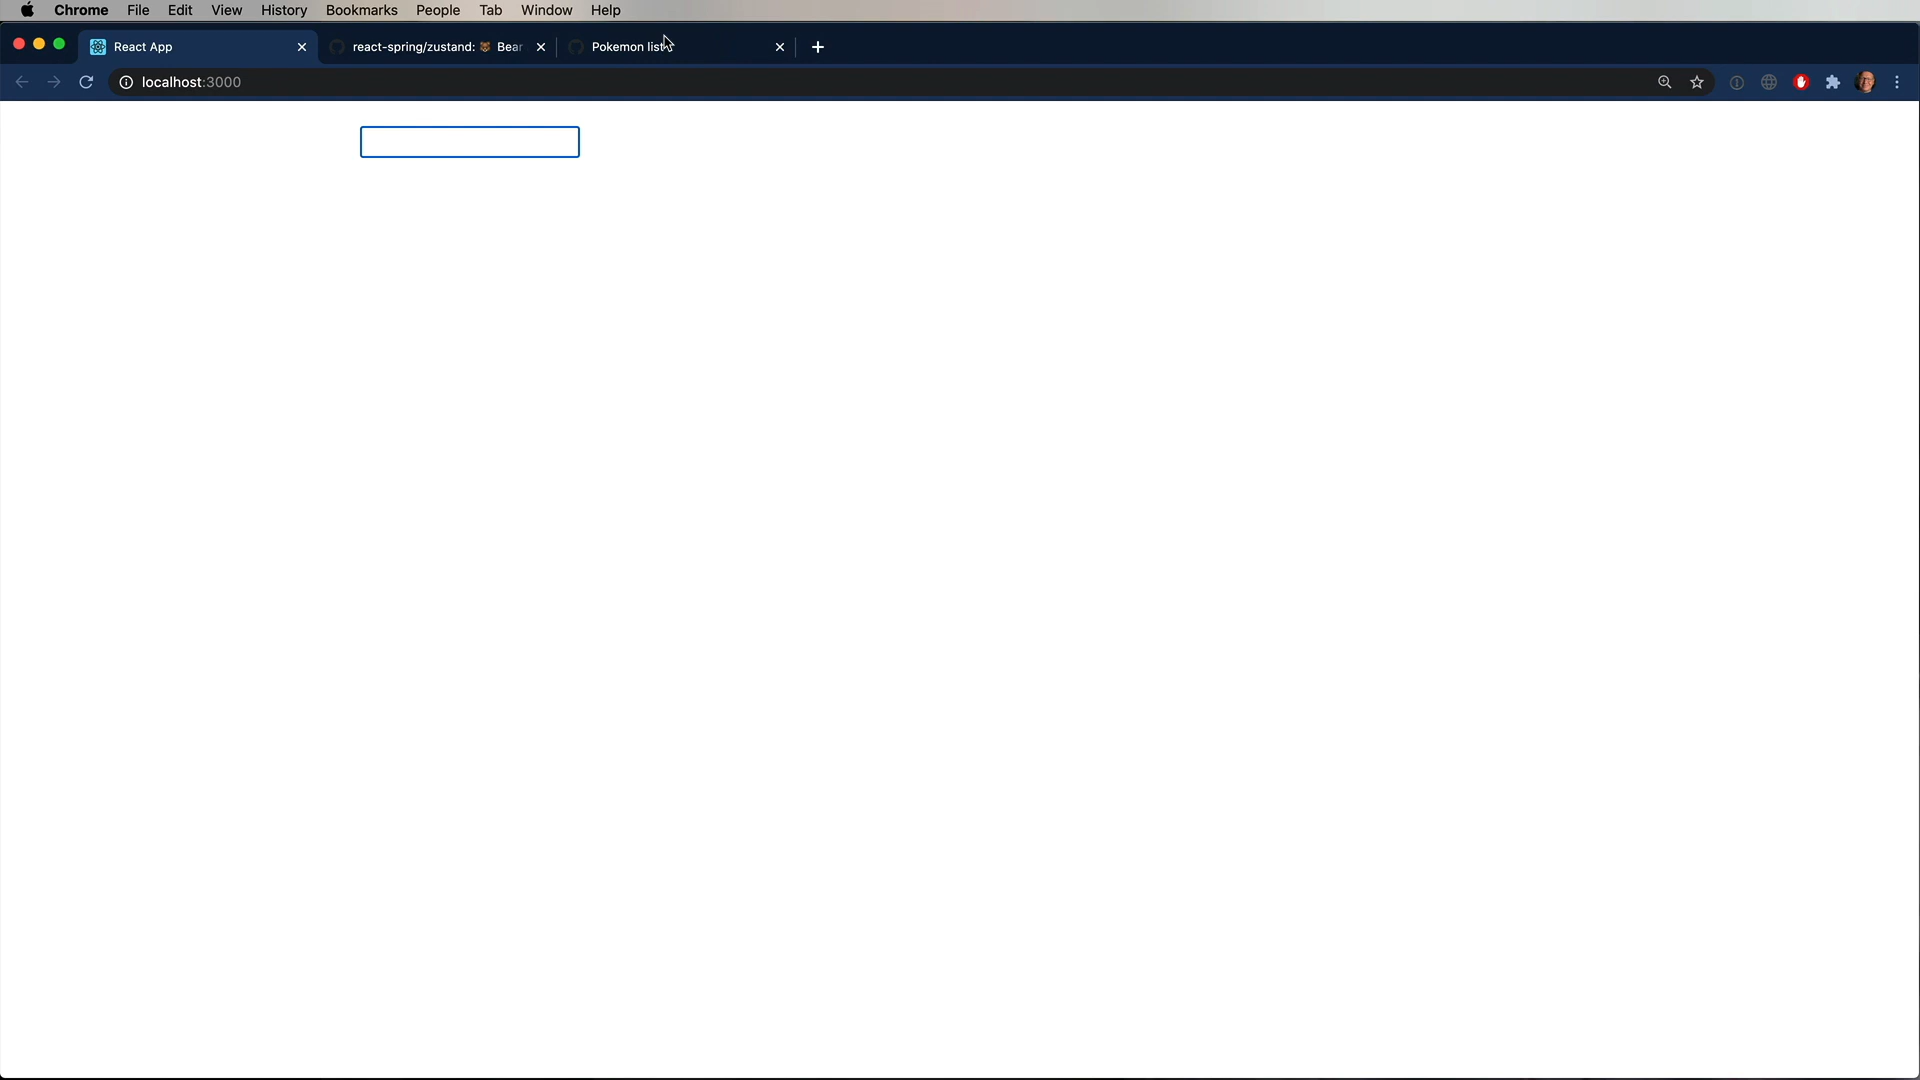 Chrome File Edit View History Bookmarks People Tab Window Help
React App react-spring/zustand: 🐻 Bear Pokemon list
localhost:3000